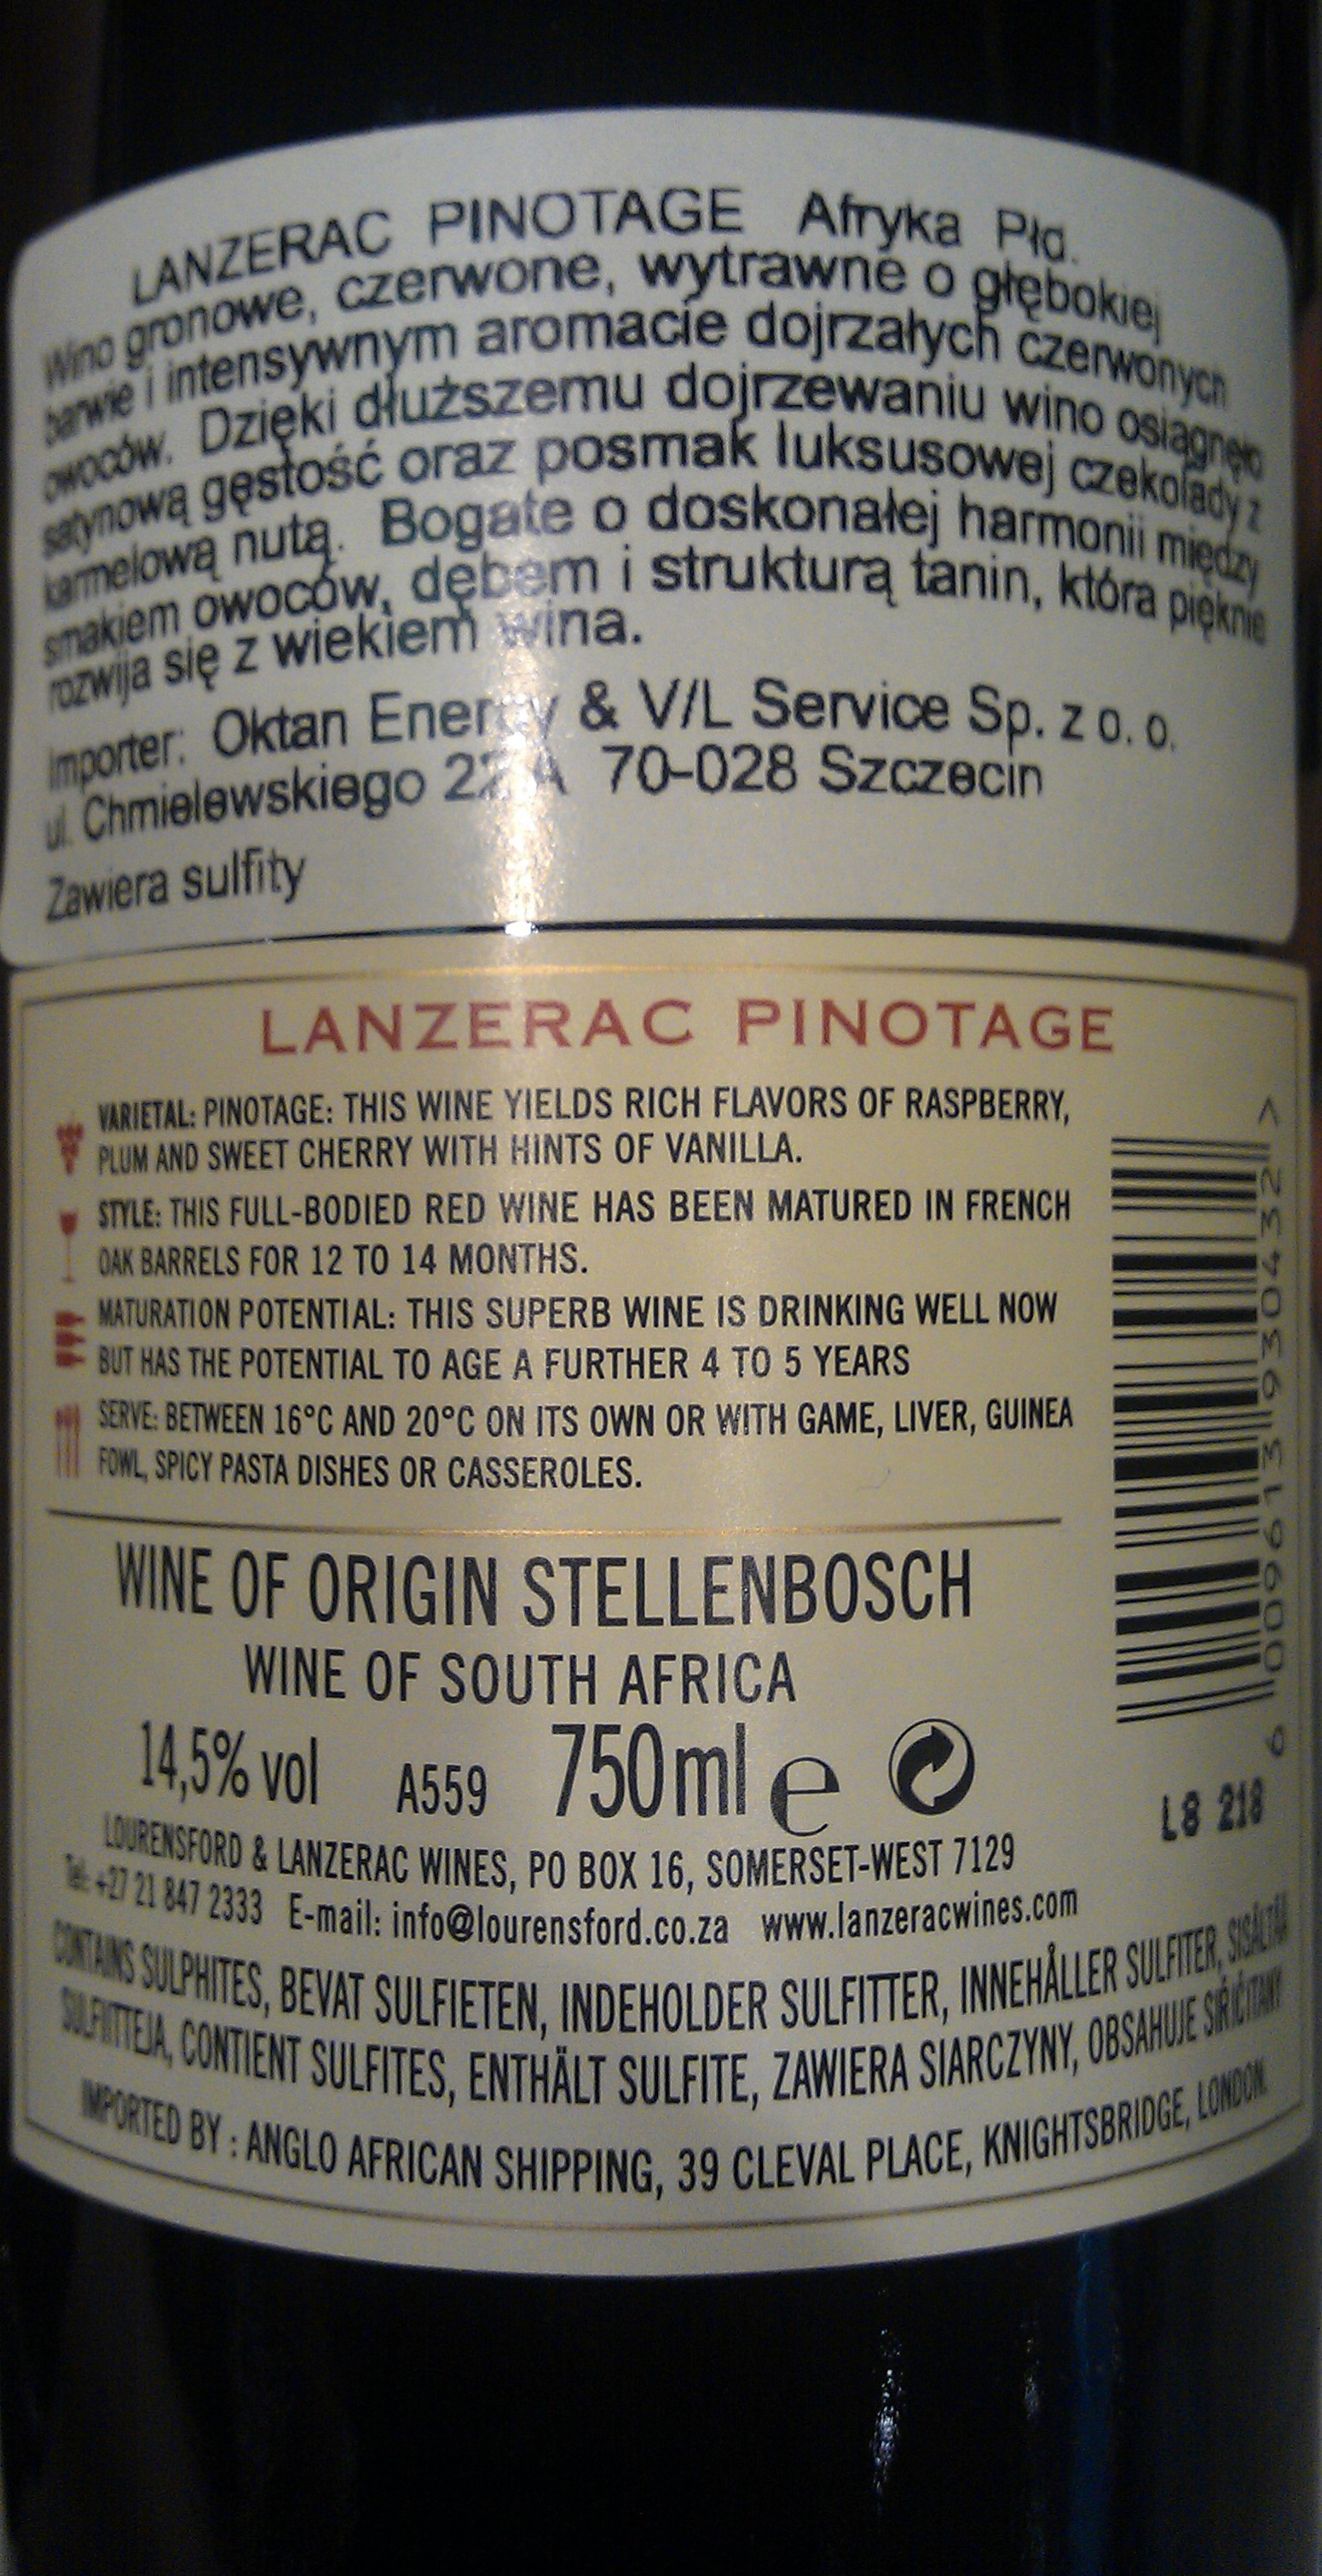 LANZERAC PINOTAGE Afryka Płd.
Wino gronowe, czerwone, wytrawne o głębokiej
barwie i intensywnym aromacie dojrzałych czerwonych
owoców. Dzięki dłuższemu dojrzewaniu wino osiągnęło
satynową gęstość oraz posmak luksusowej czekolady z
karmelową nutą. Bogate o doskonałej harmonii między
smakiem owoców, dębem i strukturą tanin, która pięknie
rozwija się z wiekiem wina.
Importer: Oktan Energy & V/L Service Sp. z o. o.
ul. Chmielewskiego 22A 70-028 Szczecin
Zawiera sulfity
LANZERAC PINOTAGE
VARIETAL: PINOTAGE: THIS WINE YIELDS RICH FLAVORS OF RASPBERRY,
PLUM AND SWEET CHERRY WITH HINTS OF VANILLA.
STYLE: THIS FULL-BODIED RED WINE HAS BEEN MATURED IN FRENCH
OAK BARRELS FOR 12 TO 14 MONTHS.
MATURATION POTENTIAL: THIS SUPERB WINE IS DRINKING WELL NOW
BUT HAS THE POTENTIAL TO AGE A FURTHER 4 TO 5 YEARS
SERVE: BETWEEN 16°C AND 20°C ON ITS OWN OR WITH GAME, LIVER, GUINEA
FOWL, SPICY PASTA DISHES OR CASSEROLES.
6 009613 930432 >
WINE OF ORIGIN STELLENBOSCH
WINE OF SOUTH AFRICA
14,5% vol A559 750ml e
L8 218
LOURENSFORD & LANZERAC WINES, PO BOX 16, SOMERSET-WEST 7129
Tel: +27 21 847 2333 E-mail: info@lourensford.co.za www.lanzeracwines.com
CONTAINS SULPHITES, BEVAT SULFIETEN, INDEHOLDER SULFITTER, INNEHÅLLER SULFITER, SISÄLTÄÄ
SULFIITTEJA, CONTIENT SULFITES, ENTHÄLT SULFITE, ZAWIERA SIARCZYNY, OBSAHUJE SIŘIČITANY
IMPORTED BY : ANGLO AFRICAN SHIPPING, 39 CLEVAL PLACE, KNIGHTSBRIDGE, LONDON.